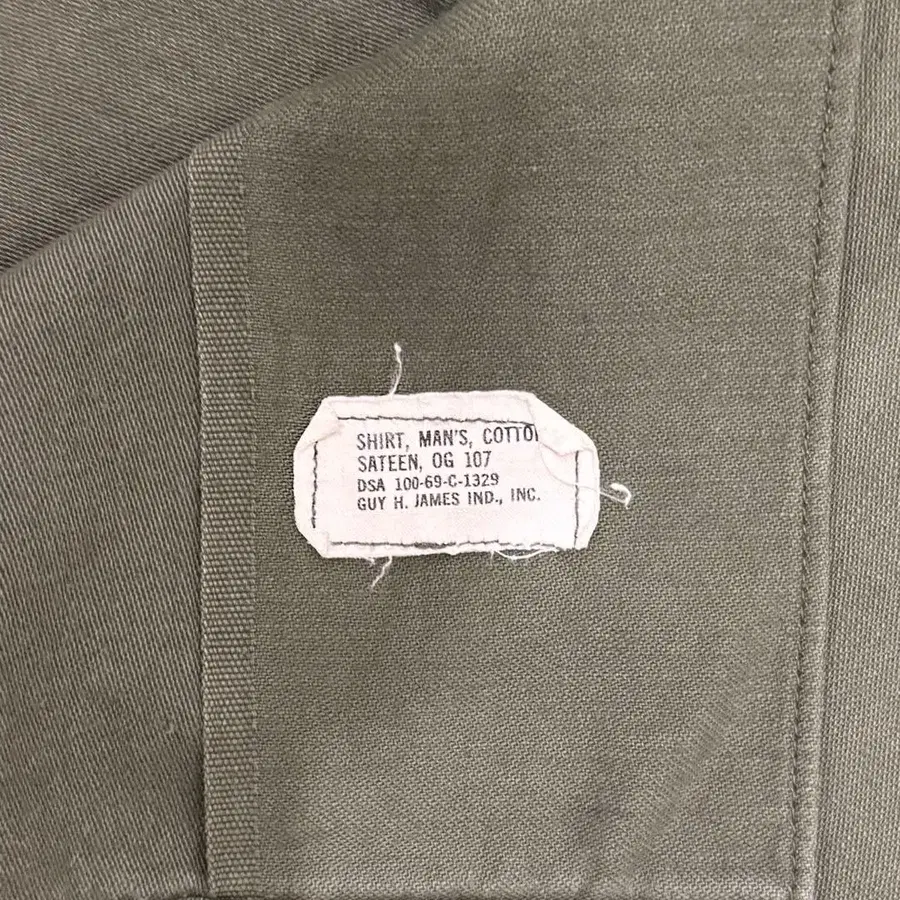 SHIRT, MAN'S, COTTO
SATEEN, OG 107
DSA 100-69-C-1329
GUY H. JAMES IND., INC.